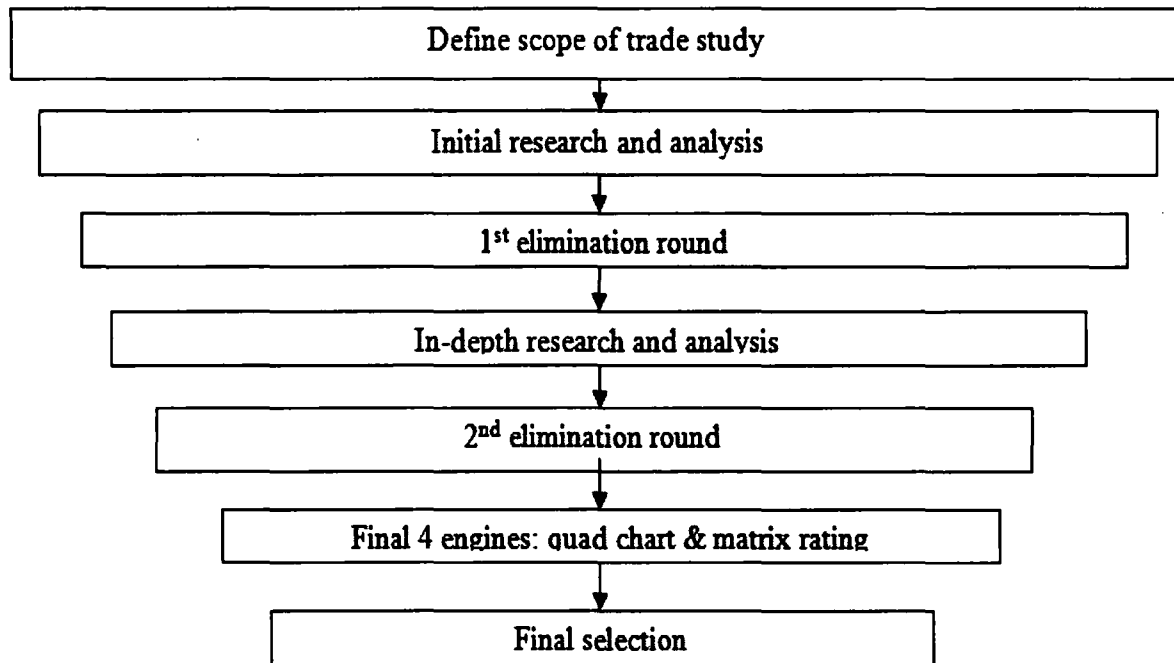 Define scope of trade study
Initial research and analysis
1st elimination round
In-depth research and analysis
2nd elimination round
Final 4 engines: quad chart & matrix rating
Final selection